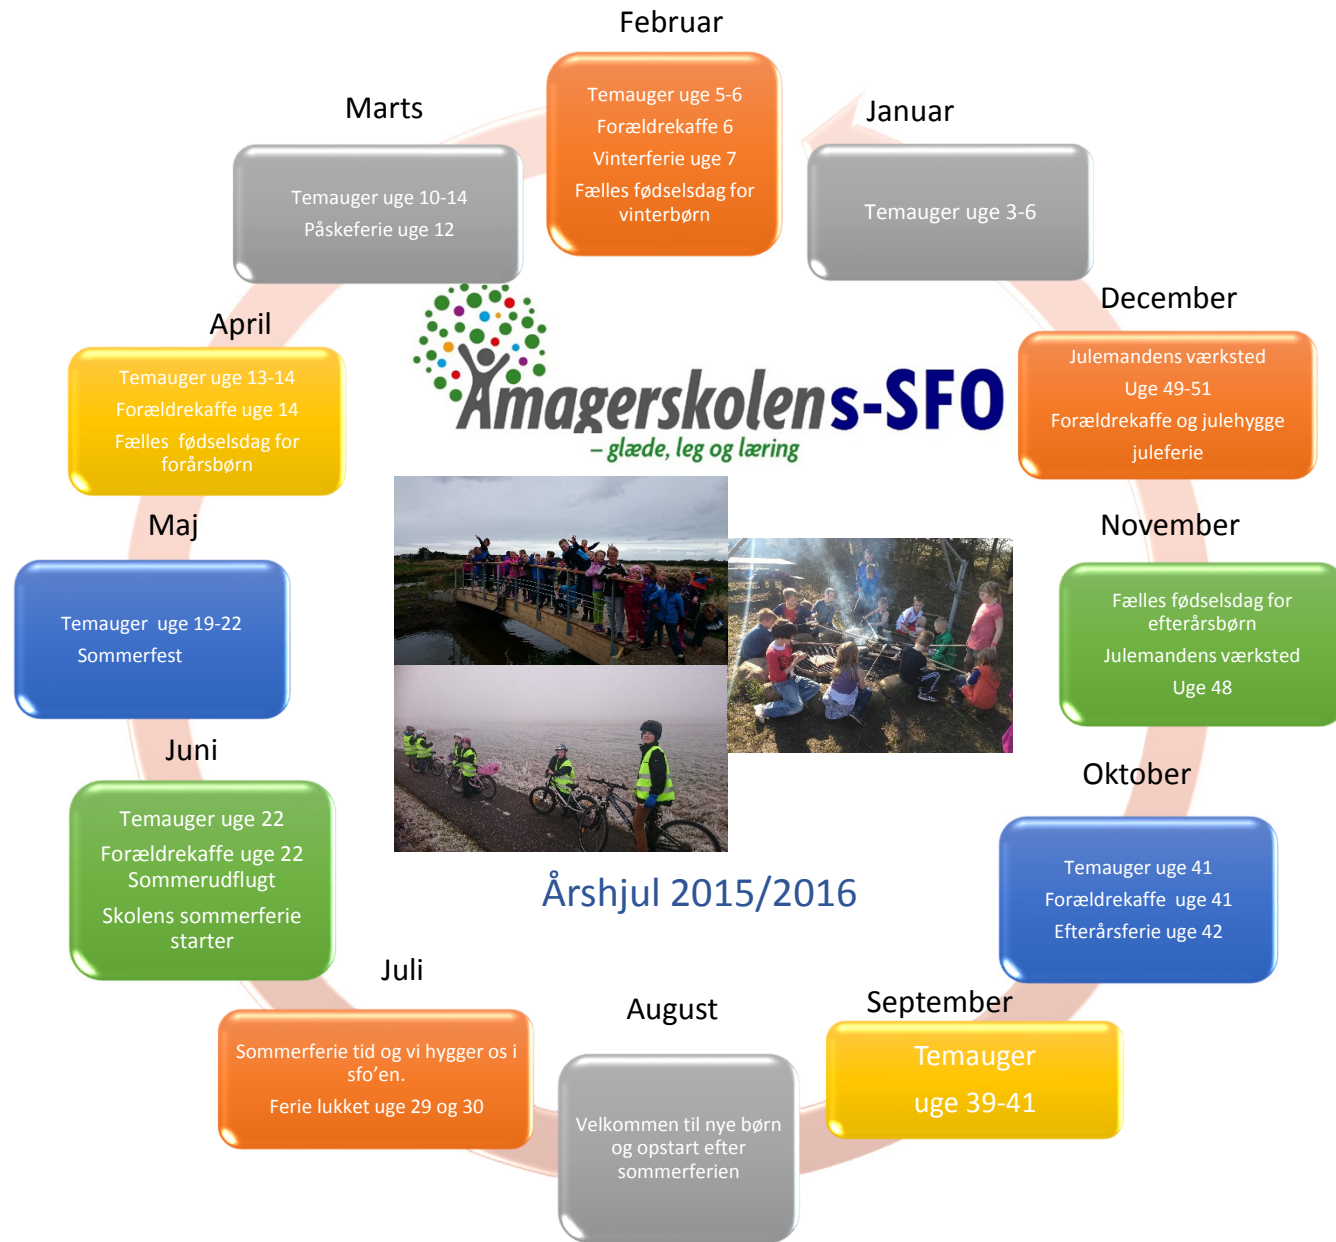 Februar
Temauger uge 5-6
Forældrekaffe 6
Vinterferie uge 7
Fælles fødselsdag for
vinterbørn
Januar
Temauger uge 3-6
December
Julemandens værksted
Uge 49-51
Forældrekaffe og julehygge
juleferie
November
Fælles fødselsdag for
efterårsbørn
Julemandens værksted
Uge 48
Oktober
Temauger uge 41
Forældrekaffe uge 41
Efterårsferie uge 42
September
Temauger
uge 39-41
August
Velkommen til nye børn
og opstart efter
sommerferien
Juli
Sommerferie tid og vi hygger os i
sfo’en.
Ferie lukket uge 29 og 30
Juni
Temauger uge 22
Forældrekaffe uge 22
Sommerudflugt
Skolens sommerferie
starter
Maj
Temauger uge 19-22
Sommerfest
April
Temauger uge 13-14
Forældrekaffe uge 14
Fælles fødselsdag for
forårsbørn
Marts
Temauger uge 10-14
Påskeferie uge 12
Amagerskolens-SFO
– glæde, leg og læring
Årshjul 2015/2016